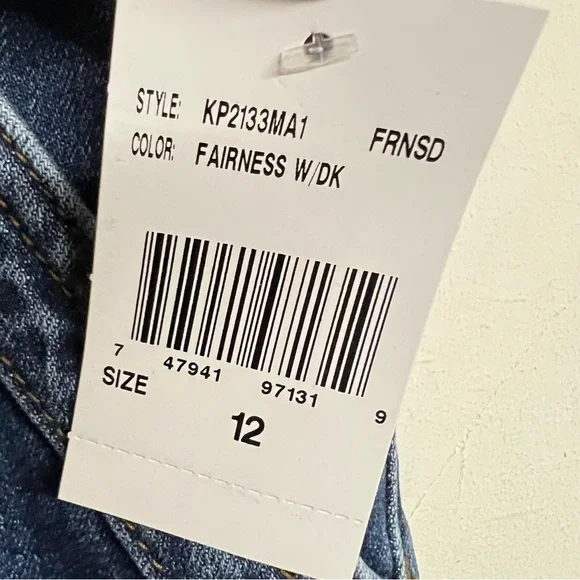 STYLE: KP2133MA1 FRNSD
COLOR: FAIRNESS W/DK
7 47941 97131 9
SIZE
12